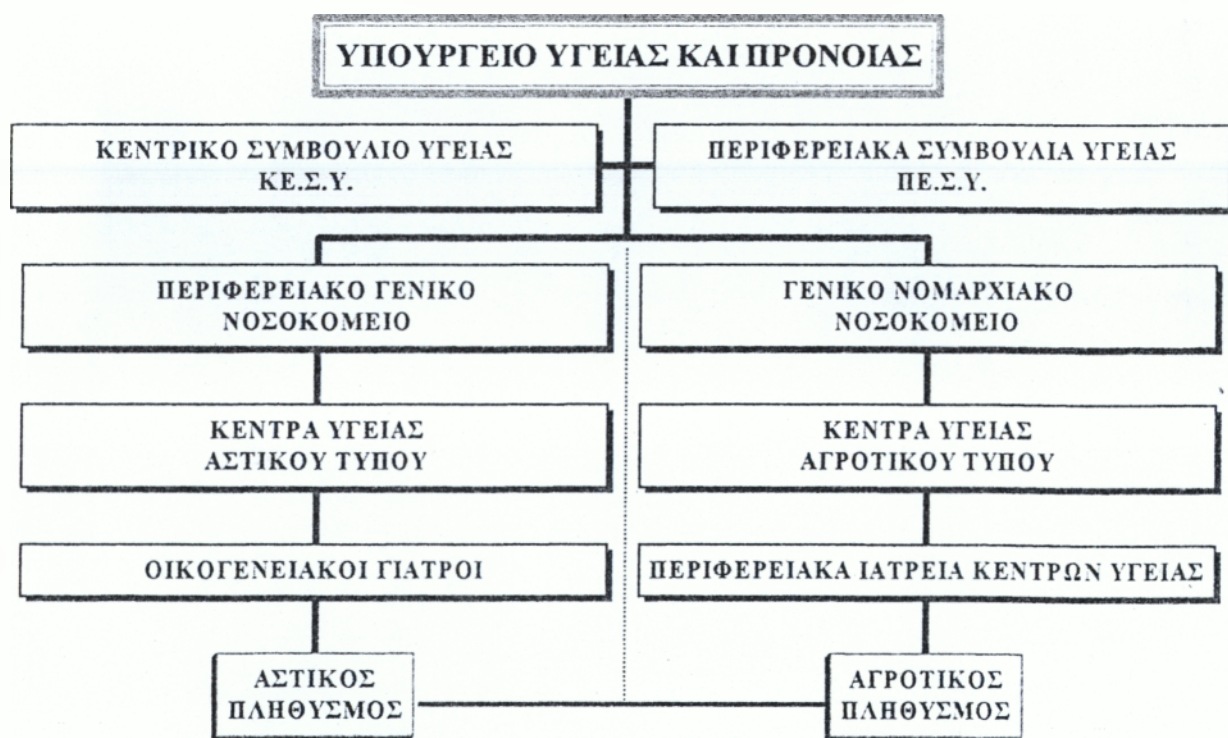 ΥΠΟΥΡΓΕΙΟ ΥΓΕΙΑΣ ΚΑΙ ΠΡΟΝΟΙΑΣ
ΚΕΝΤΡΙΚΟ ΣΥΜΒΟΥΛΙΟ ΥΓΕΙΑΣ
ΚΕ.Σ.Υ.
ΠΕΡΙΦΕΡΕΙΑΚΑ ΣΥΜΒΟΥΛΙΑ ΥΓΕΙΑΣ
ΠΕ.Σ.Υ.
ΠΕΡΙΦΕΡΕΙΑΚΟ ΓΕΝΙΚΟ
ΝΟΣΟΚΟΜΕΙΟ
ΓΕΝΙΚΟ ΝΟΜΑΡΧΙΑΚΟ
ΝΟΣΟΚΟΜΕΙΟ
ΚΕΝΤΡΑ ΥΓΕΙΑΣ
ΑΣΤΙΚΟΥ ΤΥΠΟΥ
ΚΕΝΤΡΑ ΥΓΕΙΑΣ
ΑΓΡΟΤΙΚΟΥ ΤΥΠΟΥ
ΟΙΚΟΓΕΝΕΙΑΚΟΙ ΓΙΑΤΡΟΙ
ΠΕΡΙΦΕΡΕΙΑΚΑ ΙΑΤΡΕΙΑ ΚΕΝΤΡΩΝ ΥΓΕΙΑΣ
ΑΣΤΙΚΟΣ
ΠΛΗΘΥΣΜΟΣ
ΑΓΡΟΤΙΚΟΣ
ΠΛΗΘΥΣΜΟΣ